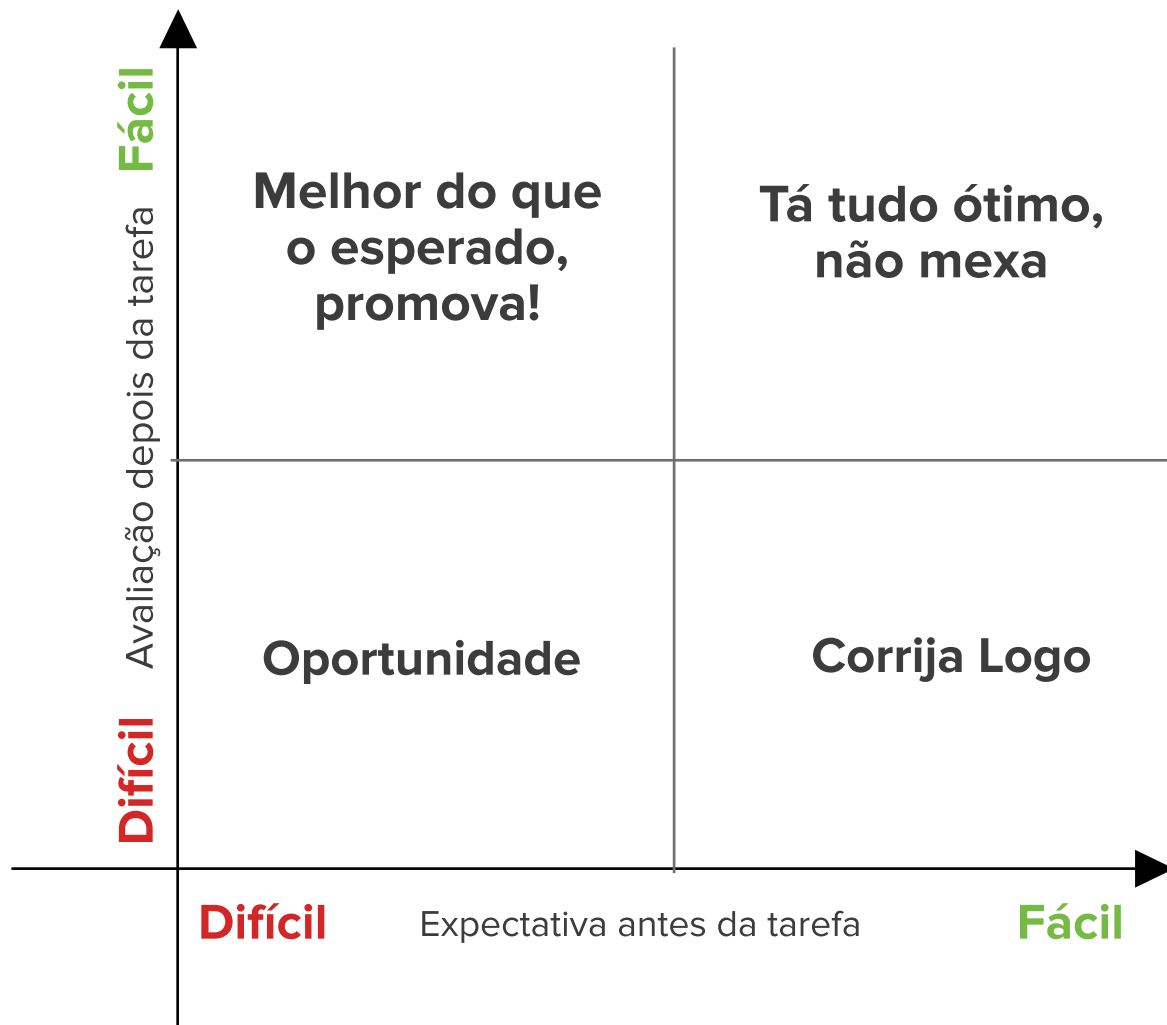 Fácil
Avaliação depois da tarefa
Difícil
Melhor do que
o esperado,
promova!
Tá tudo ótimo,
não mexa
Oportunidade
Corrija Logo
Difícil
Expectativa antes da tarefa
Fácil